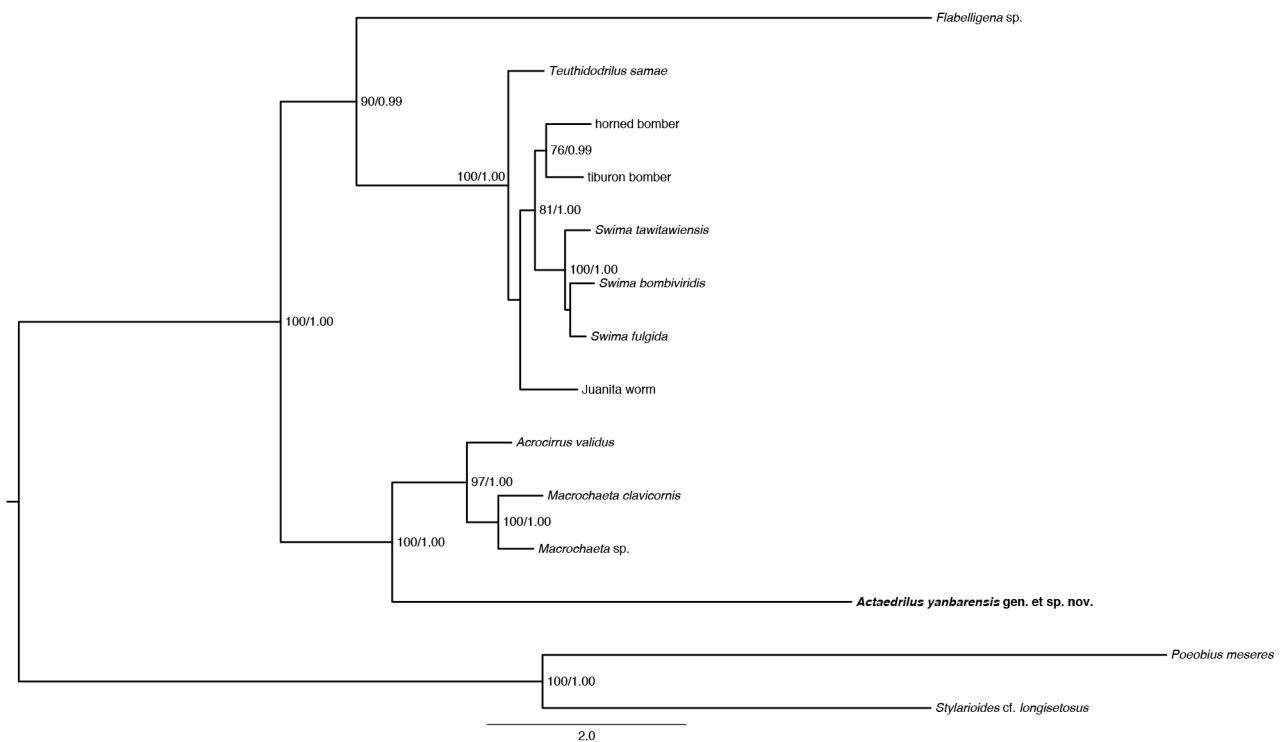 Flabelligena sp.
Teuthidodrilus samae
90/0.99
horned bomber
76/0.99
100/1.00
tiburon bomber
81/1.00
Swima tawitawiensis
100/1.00
Swima bombiviridis
100/1.00
Swima fulgida
Juanita worm
Acrocirrus validus
97/1.00
Macrochaeta clavicornis
100/1.00
100/1.00
Macrochaeta sp.
Actaedrilus yanbarensis gen. et sp. nov.
Poeobius meseres
100/1.00
Stylarioides cf. longisetosus
2.0